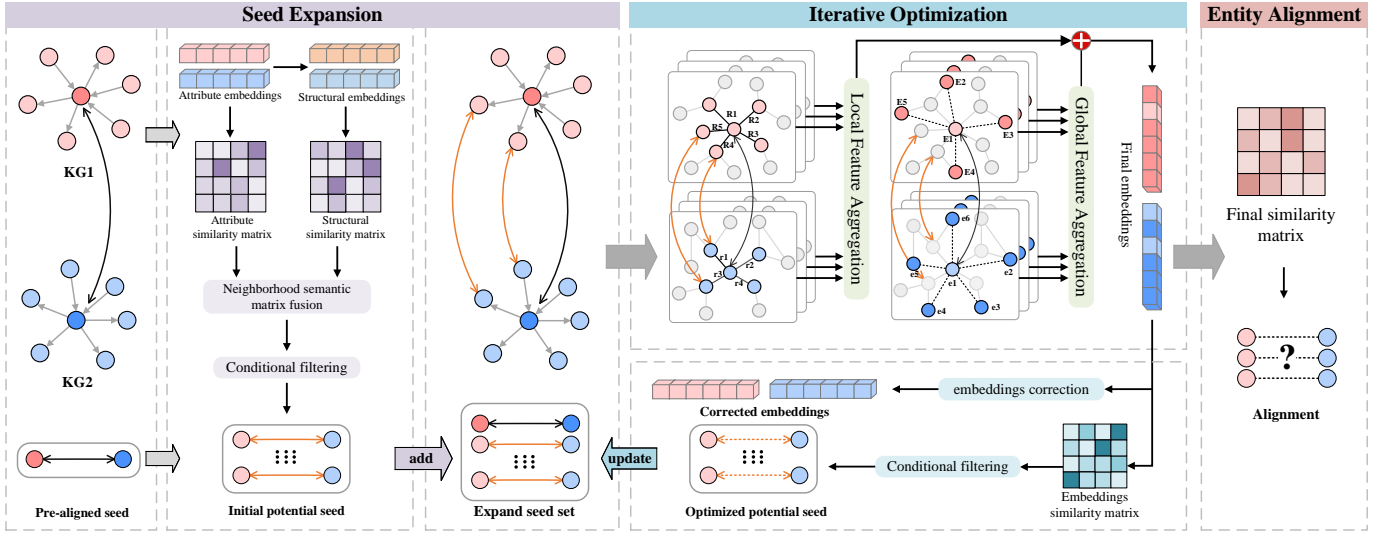 Seed Expansion
Iterative Optimization
Entity Alignment
KG1
KG2
Pre-aligned seed
Attribute embeddings
Structural embeddings
Attribute
similarity matrix
Structural
similarity matrix
Neighborhood semantic
matrix fusion
Conditional filtering
Initial potential seed
add
Expand seed set
update
R1
R2
R5
R3
R4
r1
r2
r3
r4
Local Feature Aggregation
E2
E5
E3
E1
E4
e6
e5
e2
e1
e4
e3
Global Feature Aggregation
Final embeddings
embeddings correction
Corrected embeddings
Conditional filtering
Optimized potential seed
Embeddings
similarity matrix
Final similarity
matrix
?
Alignment